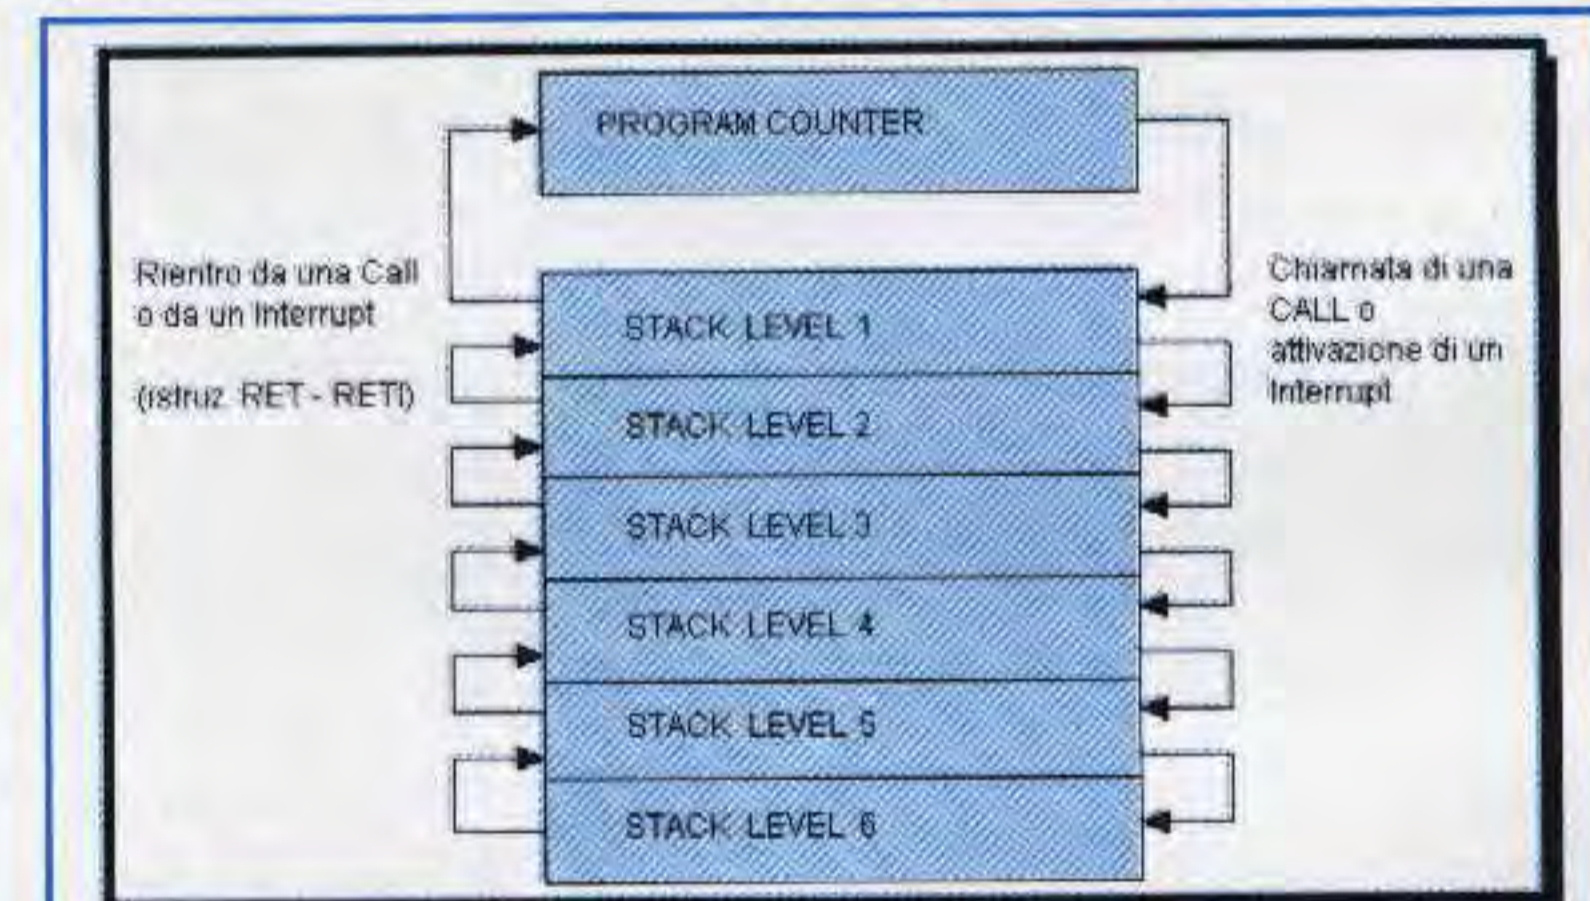 PROGRAM COUNTER
Rientro da una Call
o da un Interrupt
(istruz. RET - RETI)
Chiamata di una
CALL o
attivazione di un
Interrupt
STACK LEVEL 1
STACK LEVEL 2
STACK LEVEL 3
STACK LEVEL 4
STACK LEVEL 5
STACK LEVEL 6